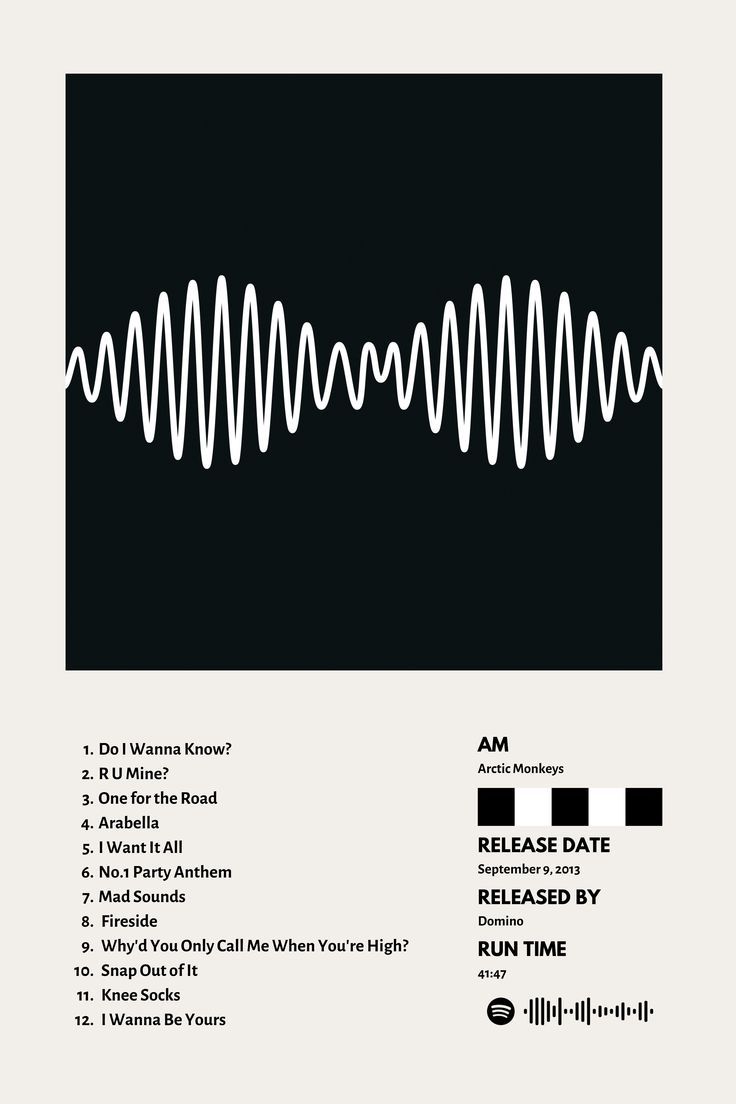 1. Do I Wanna Know?
2. R U Mine?
3. One for the Road
4. Arabella
5. I Want It All
6. No.1 Party Anthem
7. Mad Sounds
8. Fireside
9. Why'd You Only Call Me When You're High?
10. Snap Out of It
11. Knee Socks
12. I Wanna Be Yours
AM
Arctic Monkeys
RELEASE DATE
September 9, 2013
RELEASED BY
Domino
RUN TIME
41:47